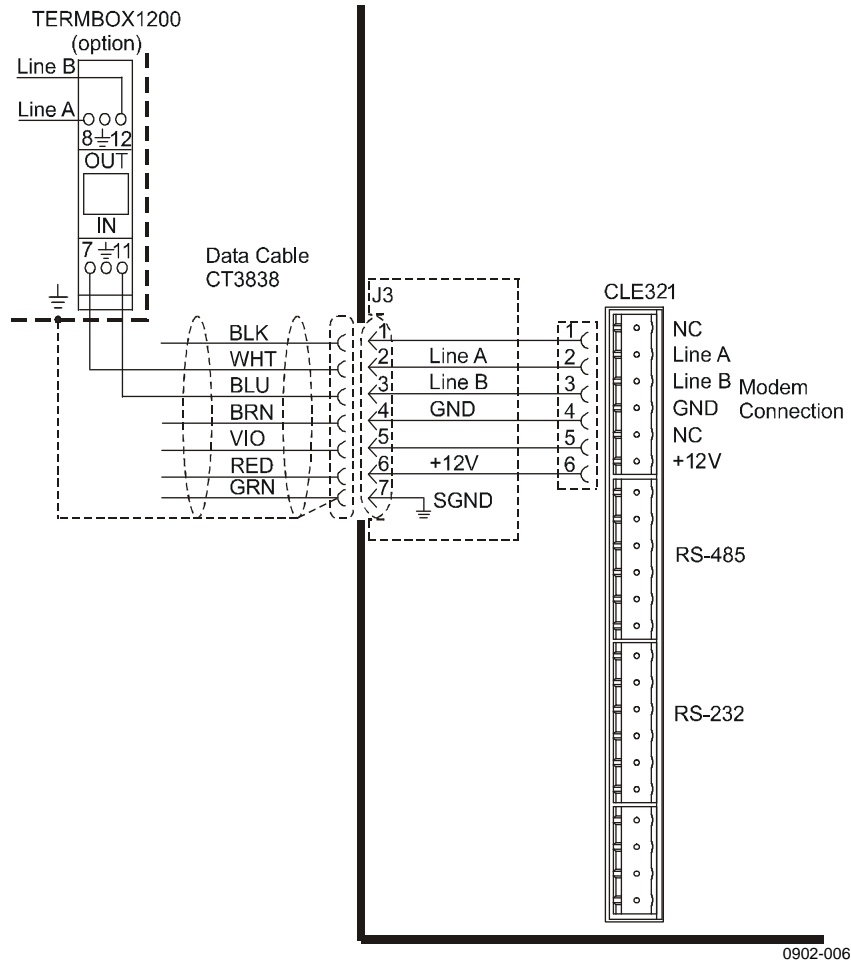 TERMBOX1200
(option)
Line B
Line A
8 12
OUT
IN
7 11
Data Cable
CT3838
BLK
WHT
BLU
BRN
VIO
RED
GRN
J3
1
2 Line A
3 Line B
4 GND
5
6 +12V
7
SGND
1
2
3
4
5
6
CLE321
NC
Line A
Line B
GND
NC
+12V
Modem
Connection
RS-485
RS-232
0902-006